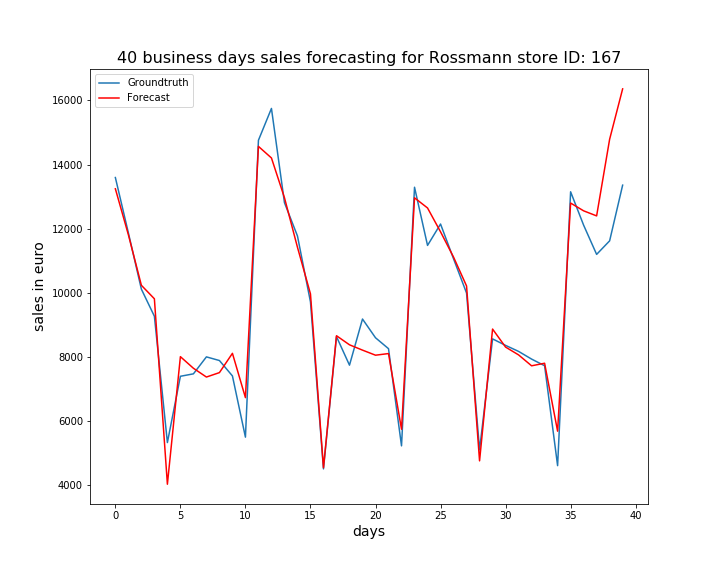 40 business days sales forecasting for Rossmann store ID: 167
Groundtruth
Forecast
16000
14000
12000
10000
8000
6000
4000
sales in euro
0 5 10 15 20 25 30 35 40
days